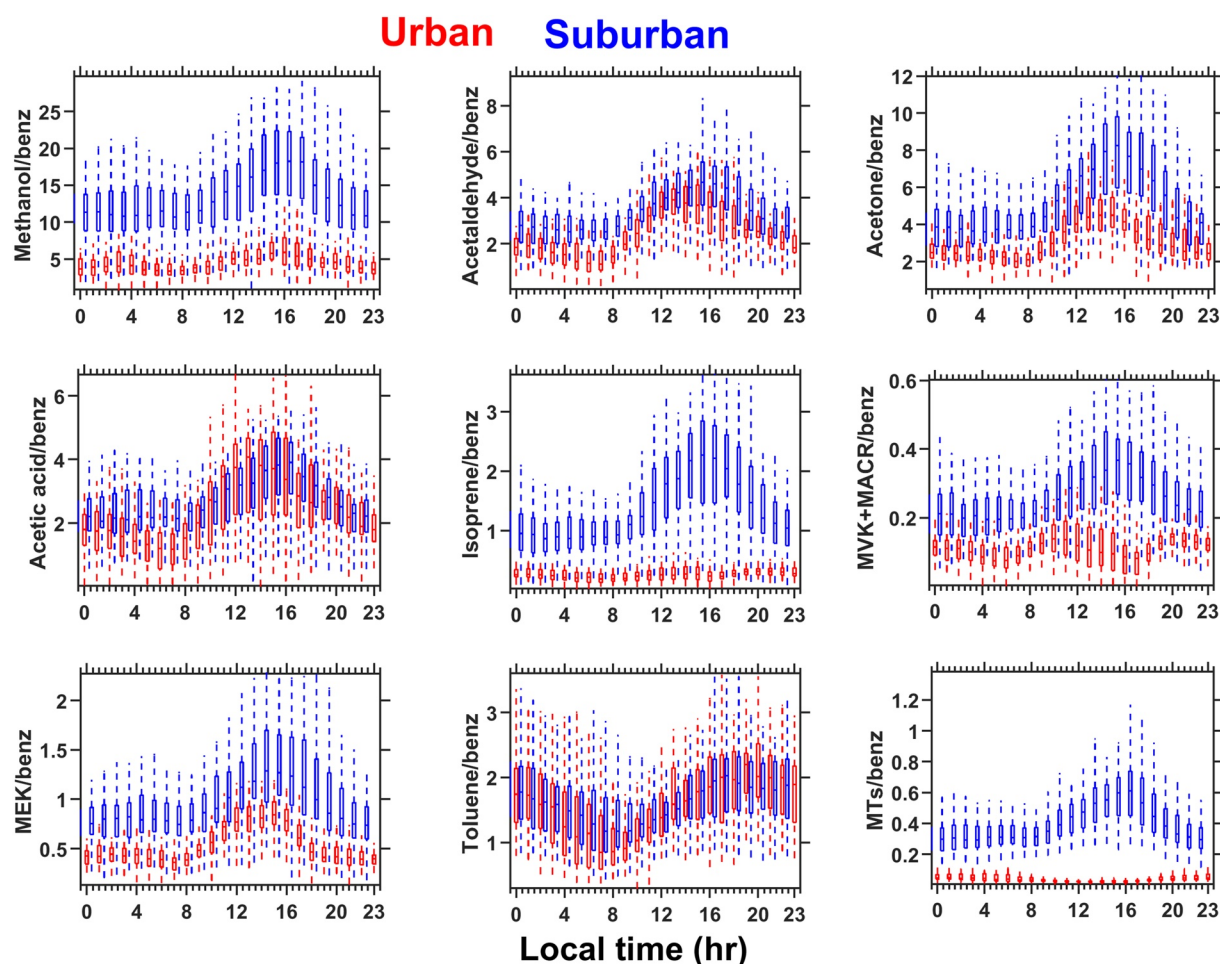 Urban Suburban
Methanol/benz
25
20
15
10
5
0 4 8 12 16 20 23
Acetaldehyde/benz
8
6
4
2
0 4 8 12 16 20 23
Acetone/benz
12
10
8
6
4
2
0 4 8 12 16 20 23
Acetic acid/benz
6
4
2
0 4 8 12 16 20 23
Isoprene/benz
3
2
1
0 4 8 12 16 20 23
MVK+MACR/benz
0.6
0.4
0.2
0 4 8 12 16 20 23
MEK/benz
2
1.5
1
0.5
0 4 8 12 16 20 23
Toluene/benz
3
2
1
0 4 8 12 16 20 23
MTs/benz
1.2
1
0.8
0.6
0.4
0.2
0 4 8 12 16 20 23
Local time (hr)